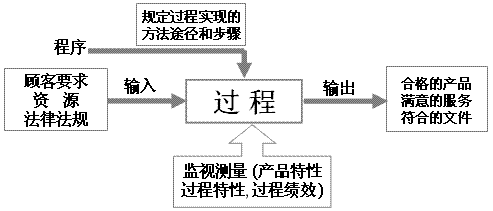 规定过程实现的
方法途径和步骤
程序
顾客要求
资 源
法律法规
输入
过 程
输出
合格的产品
满意的服务
符合的文件
监视测量 (产品特性
过程特性, 过程绩效)